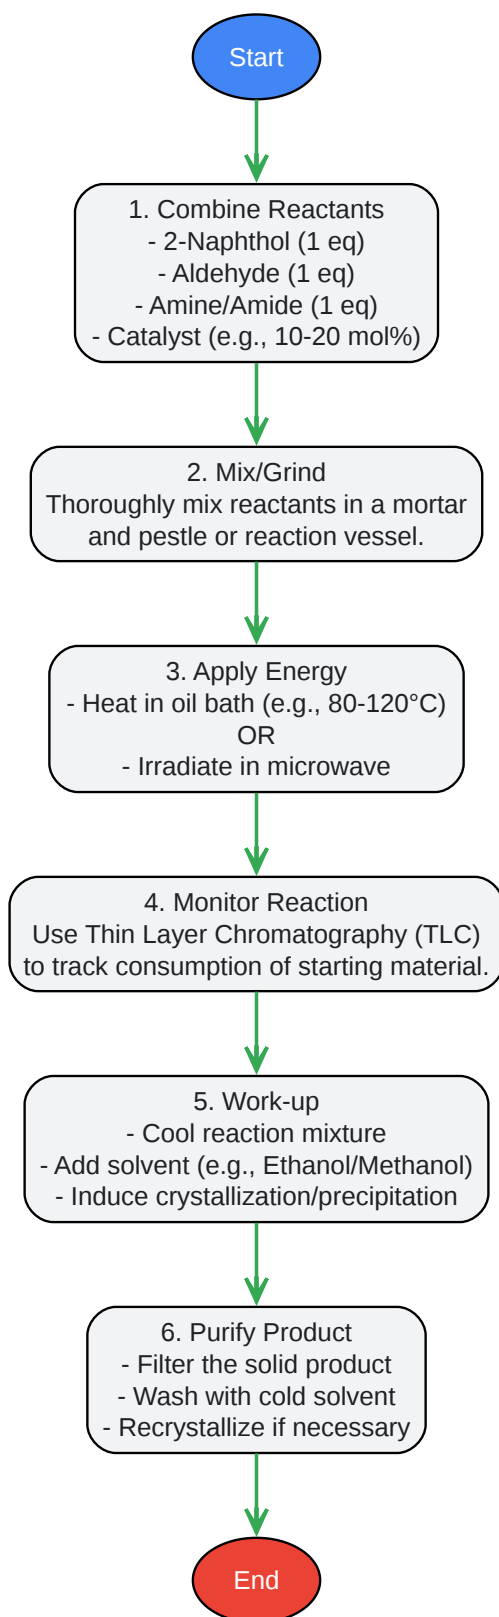 Start
1. Combine Reactants
- 2-Naphthol (1 eq)
- Aldehyde (1 eq)
- Amine/Amide (1 eq)
- Catalyst (e.g., 10-20 mol%)
2. Mix/Grind
Thoroughly mix reactants in a mortar
and pestle or reaction vessel.
3. Apply Energy
- Heat in oil bath (e.g., 80-120°C)
OR
- Irradiate in microwave
4. Monitor Reaction
Use Thin Layer Chromatography (TLC)
to track consumption of starting material.
5. Work-up
- Cool reaction mixture
- Add solvent (e.g., Ethanol/Methanol)
- Induce crystallization/precipitation
6. Purify Product
- Filter the solid product
- Wash with cold solvent
- Recrystallize if necessary
End